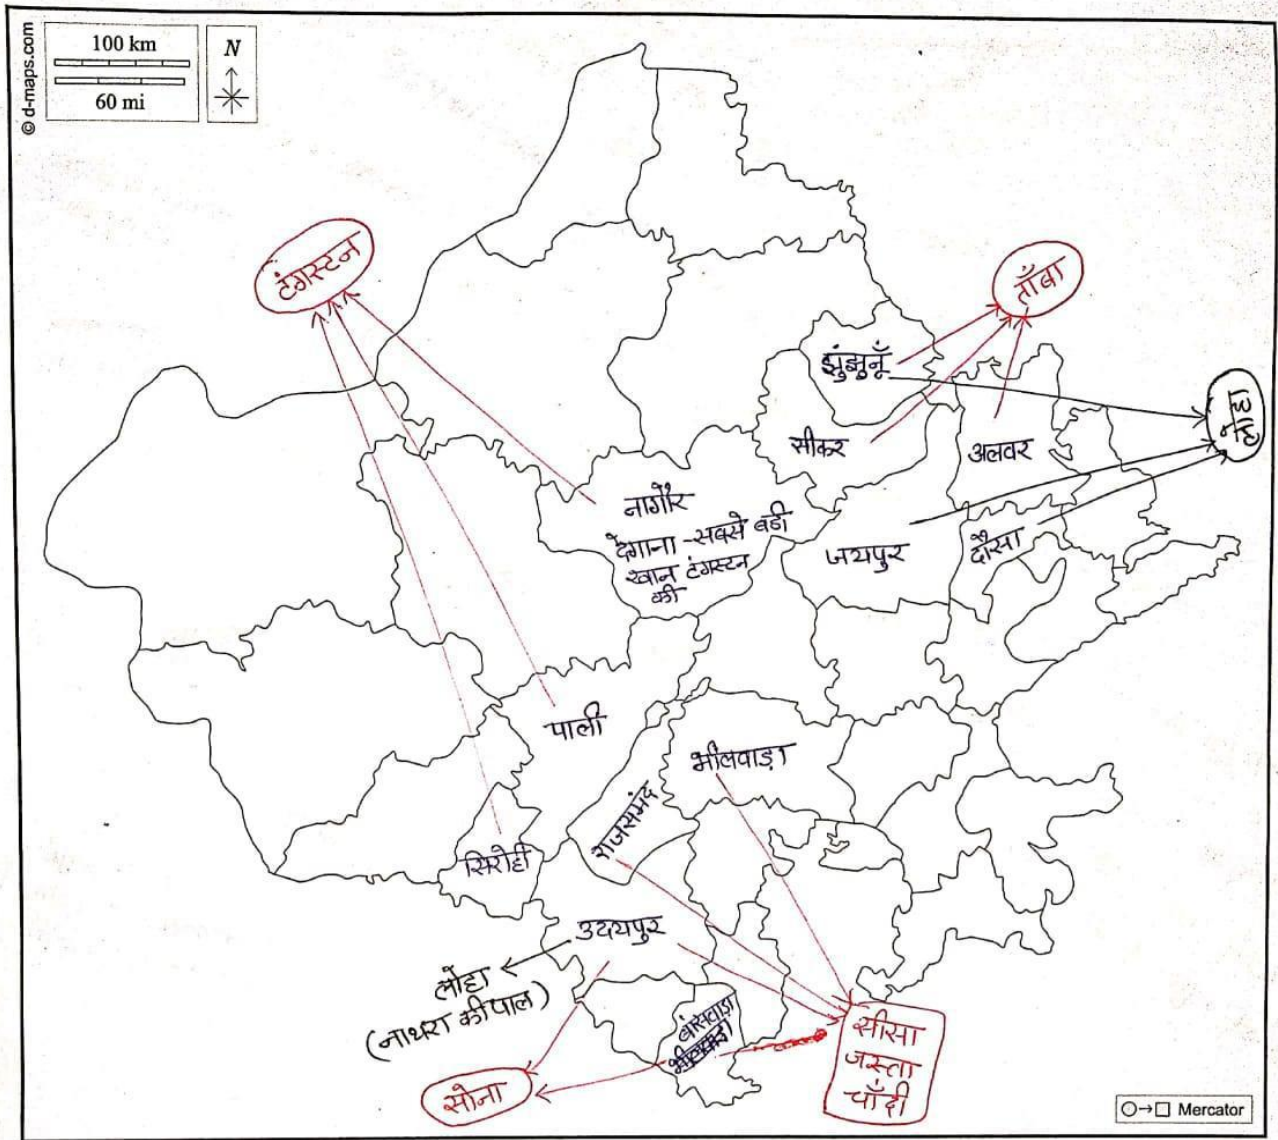 © d-maps.com
100 km
60 mi
N
टंगस्टन
ताँबा
झुंझुनूँ
लोहा
सीकर
अलवर
नागौर
देगाना - सबसे बडी
खान टंगस्टन
की
जयपुर
दौसा
पाली
भीलवाड़ा
राजसमंद
सिरोही
उदयपुर
लोहा
(नाथरा की पाल)
बांसवाडा
सीसा
जस्ता
चाँदी
सोना
Mercator